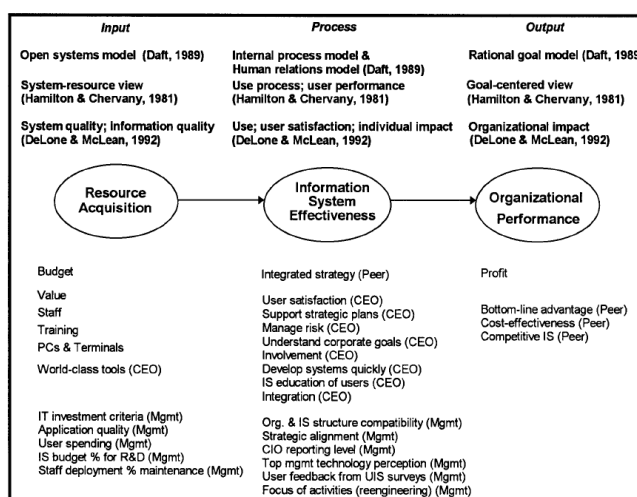 Input
Process
Output
Open systems model (Daft, 1989)
Internal process model &
Human relations model (Daft, 1989)
Rational goal model (Daft, 1989)
System-resource view
(Hamilton & Chervany, 1981)
Use process; user performance
(Hamilton & Chervany, 1981)
Goal-centered view
(Hamilton & Chervany, 1981)
System quality; Information quality
(DeLone & McLean, 1992)
Use; user satisfaction; individual impact
(DeLone & McLean, 1992)
Organizational impact
(DeLone & McLean, 1992)
Resource
Acquisition
Information
System
Effectiveness
Organizational
Performance
Budget
Value
Staff
Training
PCs & Terminals
World-class tools (CEO)
IT investment criteria (Mgmt)
Application quality (Mgmt)
User spending (Mgmt)
IS budget % for R&D (Mgmt)
Staff deployment % maintenance (Mgmt)
Integrated strategy (Peer)
User satisfaction (CEO)
Support strategic plans (CEO)
Manage risk (CEO)
Understand corporate goals (CEO)
Involvement (CEO)
Develop systems quickly (CEO)
IS education of users (CEO)
Integration (CEO)
Org. & IS structure compatibility (Mgmt)
Strategic alignment (Mgmt)
CIO reporting level (Mgmt)
Top mgmt technology perception (Mgmt)
User feedback from UIS surveys (Mgmt)
Focus of activities (reengineering) (Mgmt)
Profit
Bottom-line advantage (Peer)
Cost-effectiveness (Peer)
Competitive IS (Peer)